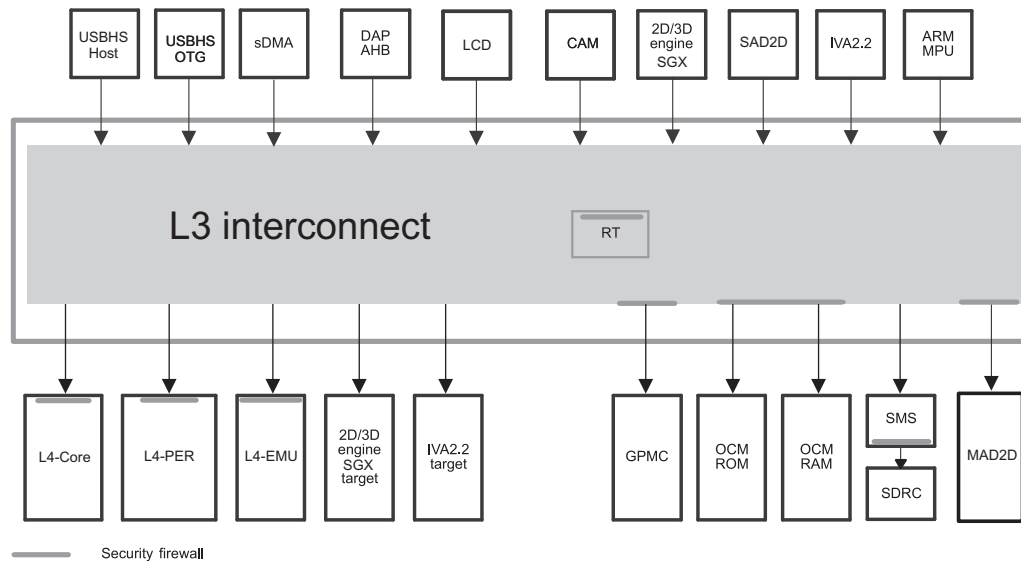 USBHS
Host
USBHS
OTG
sDMA
DAP
AHB
LCD
CAM
2D/3D
engine
SGX
SAD2D
IVA2.2
ARM
MPU
L3 interconnect
RT
L4-Core
L4-PER
L4-EMU
2D/3D
engine
SGX
target
IVA2.2
target
GPMC
OCM
ROM
OCM
RAM
SMS
SDRC
MAD2D
Security firewall